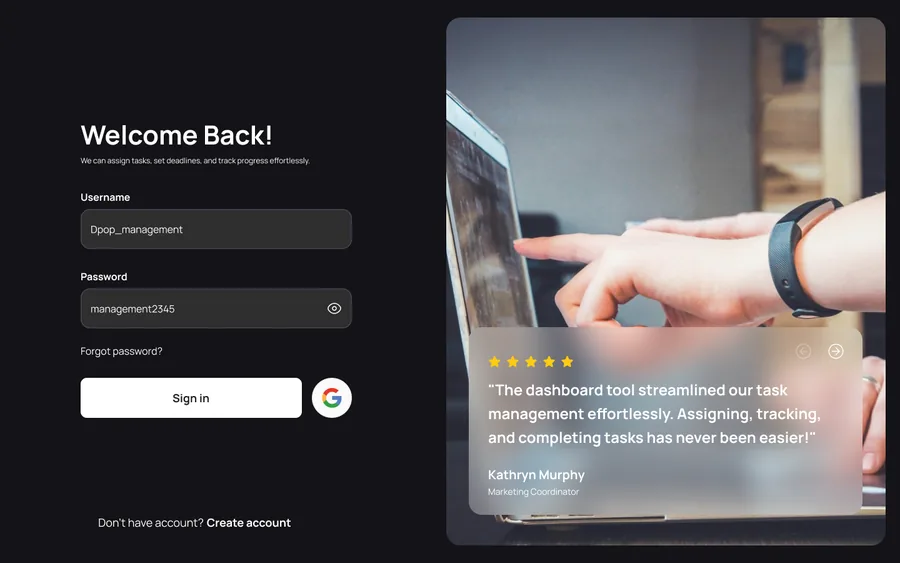 Welcome Back!
We can assign tasks, set deadlines, and track progress effortlessly.
Username
Dpop_management
Password
management2345
Forgot password?
Sign in
Don't have account? Create account
"The dashboard tool streamlined our task
management effortlessly. Assigning, tracking,
and completing tasks has never been easier!"
Kathryn Murphy
Marketing Coordinator